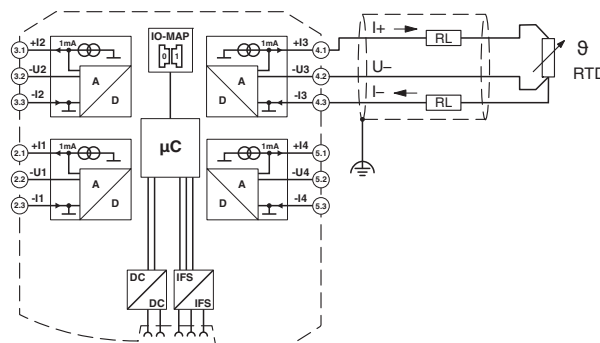 3.1 +I2 1mA
3.2 -U2
A
D
3.3 -I2
IO-MAP
0 1
1mA +I3 4.1
-U3 4.2
A
D
-I3 4.3
I+ RL
U–
I– RL
ϑ
RTD
µC
2.1 +I1 1mA
2.2 -U1
A
D
2.3 -I1
1mA +I4 5.1
-U4 5.2
A
D
-I4 5.3
DC
DC
IFS
IFS